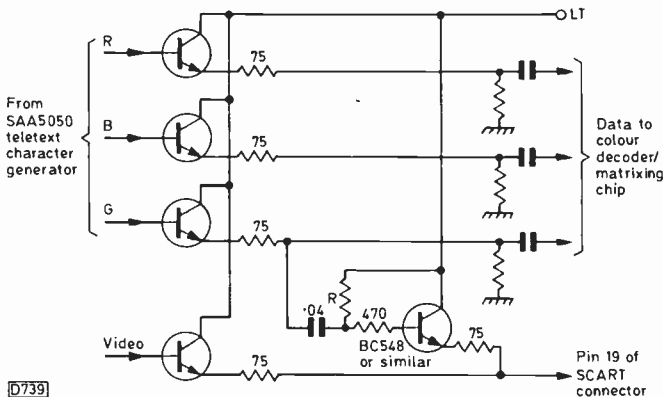 LT
R
75
From
SAA5050
teletext
character
generator
B
75
Data to
colour
decoder/
matrixing
chip
G
75
R
.04
470
BC548
or similar
75
Video
75
Pin 19 of
SCART
connector
D739